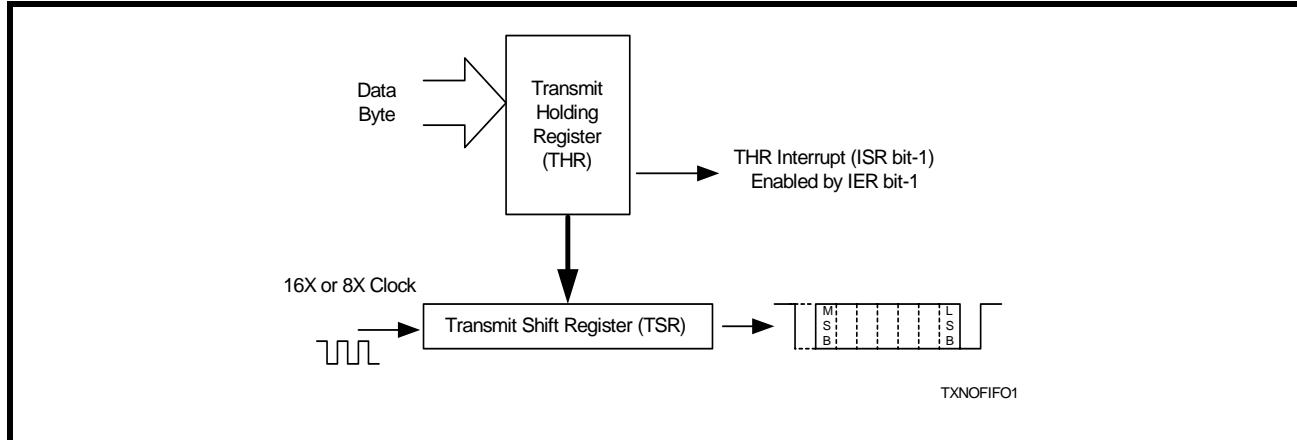 Data
Byte
Transmit
Holding
Register
(THR)
THR Interrupt (ISR bit-1)
Enabled by IER bit-1
16X or 8X Clock
Transmit Shift Register (TSR)
M
S
B
L
S
B
TXNOFIFO1